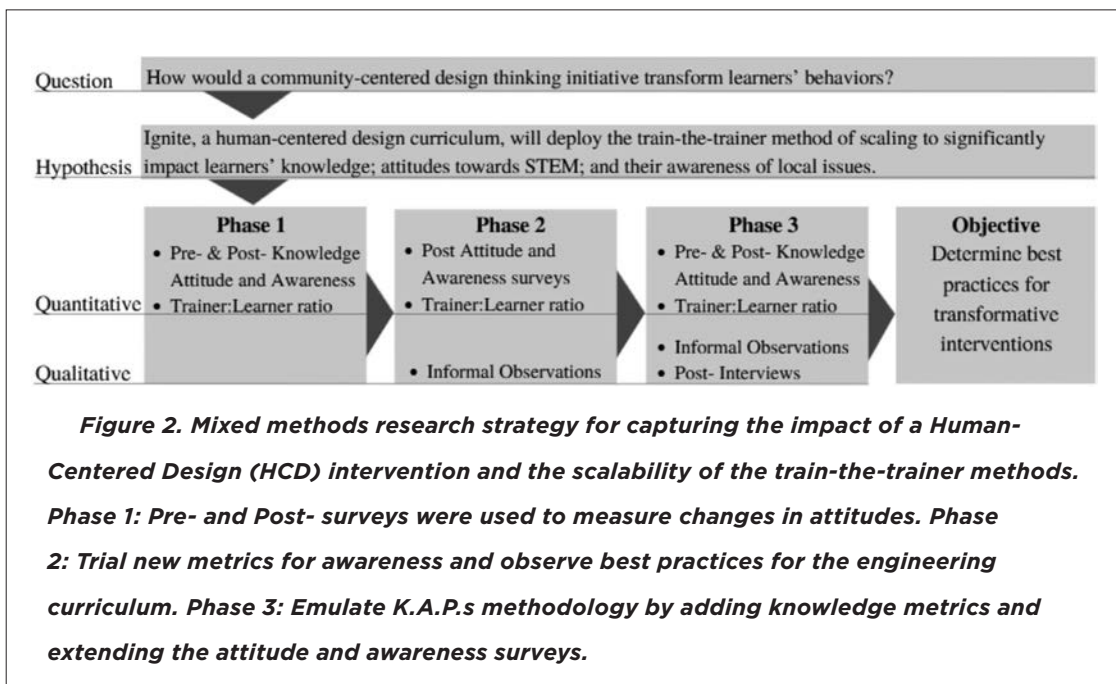 Question
How would a community-centered design thinking initiative transform learners' behaviors?
Hypothesis
Ignite, a human-centered design curriculum, will deploy the train-the-trainer method of scaling to significantly
impact learners' knowledge; attitudes towards STEM; and their awareness of local issues.
Quantitative
Qualitative
Phase 1
• Pre- & Post- Knowledge
Attitude and Awareness
• Trainer:Learner ratio
Phase 2
• Post Attitude and
Awareness surveys
• Trainer:Learner ratio
• Informal Observations
Phase 3
• Pre- & Post- Knowledge
Attitude and Awareness
• Trainer:Learner ratio
• Informal Observations
• Post- Interviews
Objective
Determine best
practices for
transformative
interventions
Figure 2. Mixed methods research strategy for capturing the impact of a Human-
Centered Design (HCD) intervention and the scalability of the train-the-trainer methods.
Phase 1: Pre- and Post- surveys were used to measure changes in attitudes. Phase
2: Trial new metrics for awareness and observe best practices for the engineering
curriculum. Phase 3: Emulate K.A.P.s methodology by adding knowledge metrics and
extending the attitude and awareness surveys.